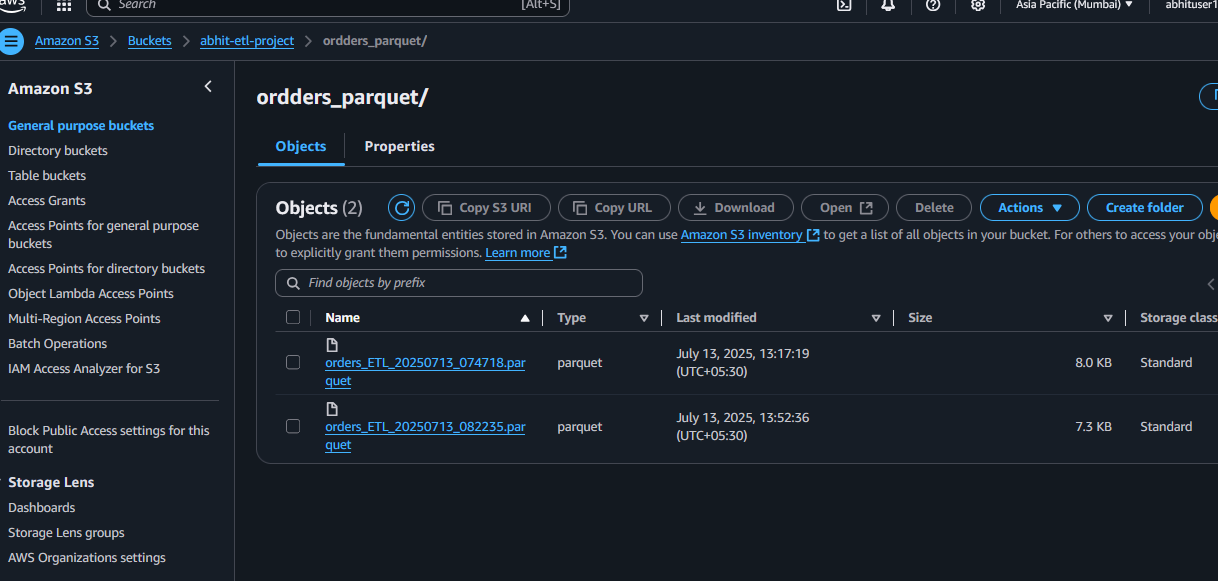 aws
Search
[Alt+S]
Asia Pacific (Mumbai)
abhituser1
Amazon S3
Buckets
abhit-etl-project
ordders_parquet/
Amazon S3
General purpose buckets
Directory buckets
Table buckets
Access Grants
Access Points for general purpose
buckets
Access Points for directory buckets
Object Lambda Access Points
Multi-Region Access Points
Batch Operations
IAM Access Analyzer for S3
Block Public Access settings for this
account
Storage Lens
Dashboards
Storage Lens groups
AWS Organizations settings
ordders_parquet/
Objects
Properties
Objects (2)
Copy S3 URI
Copy URL
Download
Open
Delete
Actions
Create folder
Objects are the fundamental entities stored in Amazon S3. You can use Amazon S3 inventory to get a list of all objects in your bucket. For others to access your obje
to explicitly grant them permissions. Learn more
Find objects by prefix
Name
Type
Last modified
Size
Storage class
orders_ETL_20250713_074718.par
quet
parquet
July 13, 2025, 13:17:19
(UTC+05:30)
8.0 KB
Standard
orders_ETL_20250713_082235.par
quet
parquet
July 13, 2025, 13:52:36
(UTC+05:30)
7.3 KB
Standard